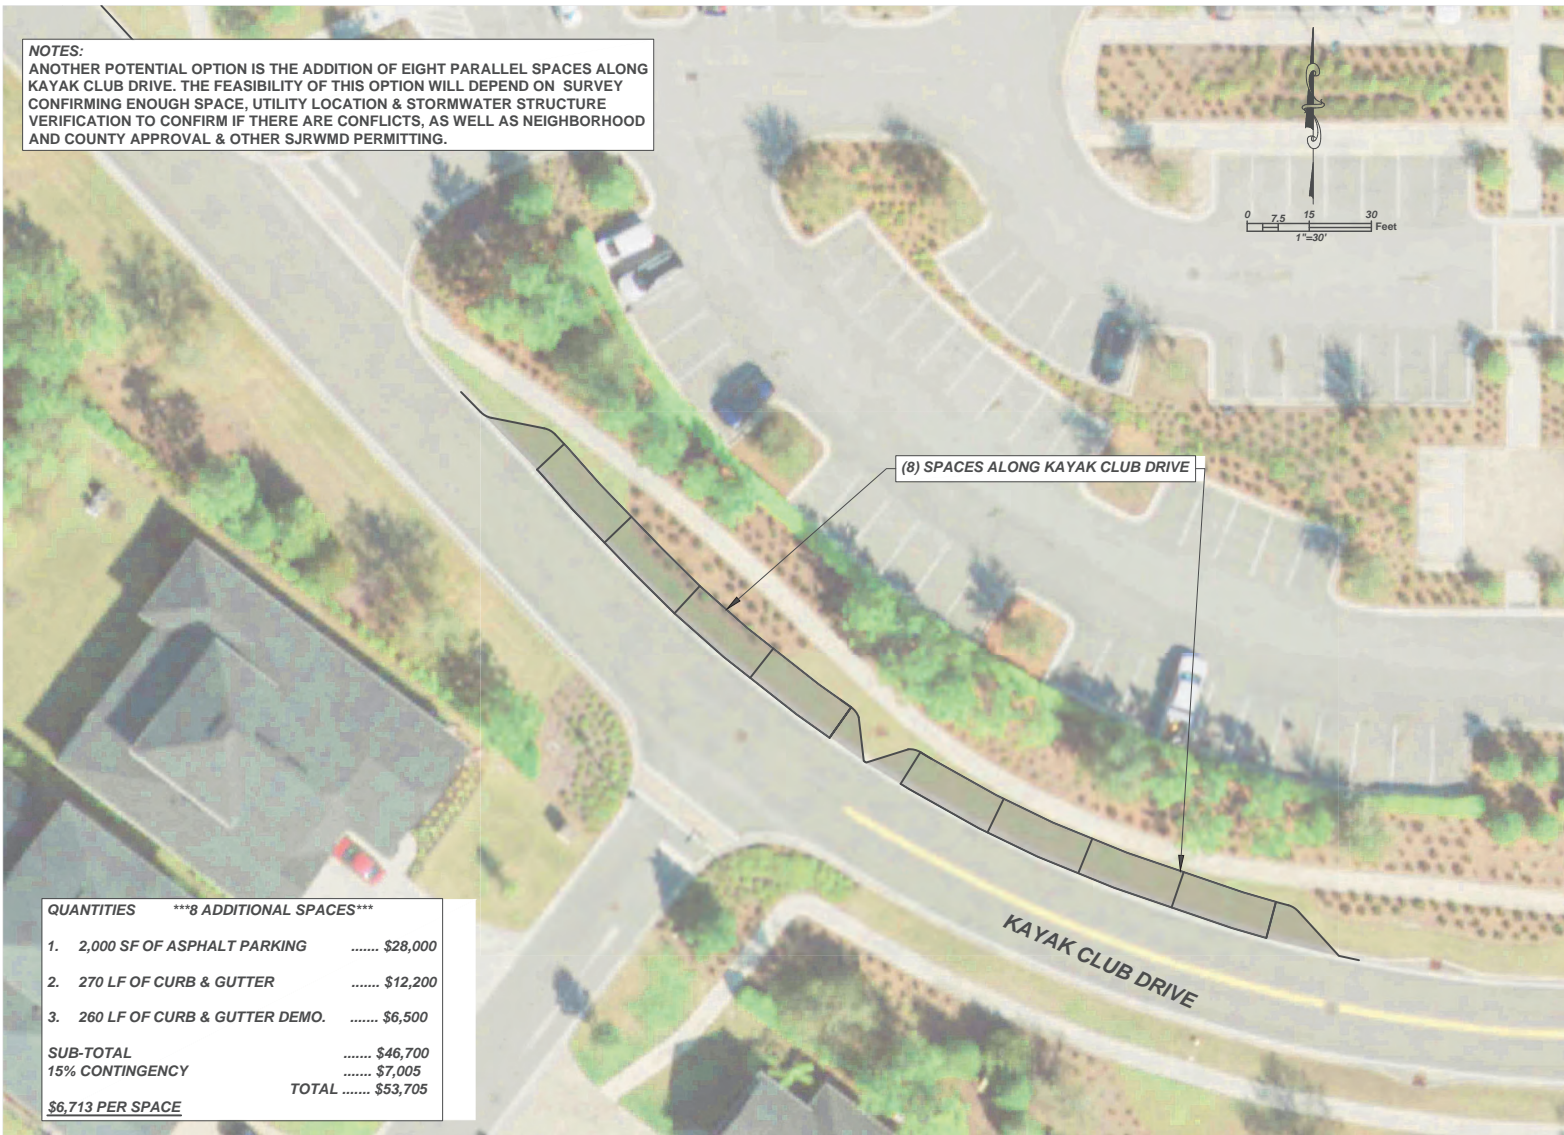 NOTES:
ANOTHER POTENTIAL OPTION IS THE ADDITION OF EIGHT PARALLEL SPACES ALONG
KAYAK CLUB DRIVE. THE FEASIBILITY OF THIS OPTION WILL DEPEND ON SURVEY
CONFIRMING ENOUGH SPACE, UTILITY LOCATION & STORMWATER STRUCTURE
VERIFICATION TO CONFIRM IF THERE ARE CONFLICTS, AS WELL AS NEIGHBORHOOD
AND COUNTY APPROVAL & OTHER SJRWMD PERMITTING.
0 7.5 15 30
Feet
1"=30'
(8) SPACES ALONG KAYAK CLUB DRIVE
KAYAK CLUB DRIVE
QUANTITIES ***8 ADDITIONAL SPACES***
1. 2,000 SF OF ASPHALT PARKING ....... $28,000
2. 270 LF OF CURB & GUTTER ....... $12,200
3. 260 LF OF CURB & GUTTER DEMO. ....... $6,500
SUB-TOTAL ....... $46,700
15% CONTINGENCY ....... $7,005
TOTAL ....... $53,705
$6,713 PER SPACE